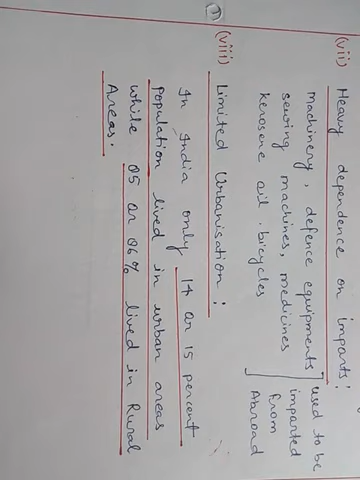 7
(vii) Heavy dependence on imports:
machinery, defence equipments used to be
sewing machines, medicines imported
kerosene oil . bicycles from
Abroad
(viii) Limited Urbanisation :
In India only 14 or 15 percent
population lived in urban areas
while 85 or 86% lived in Rural
Areas.